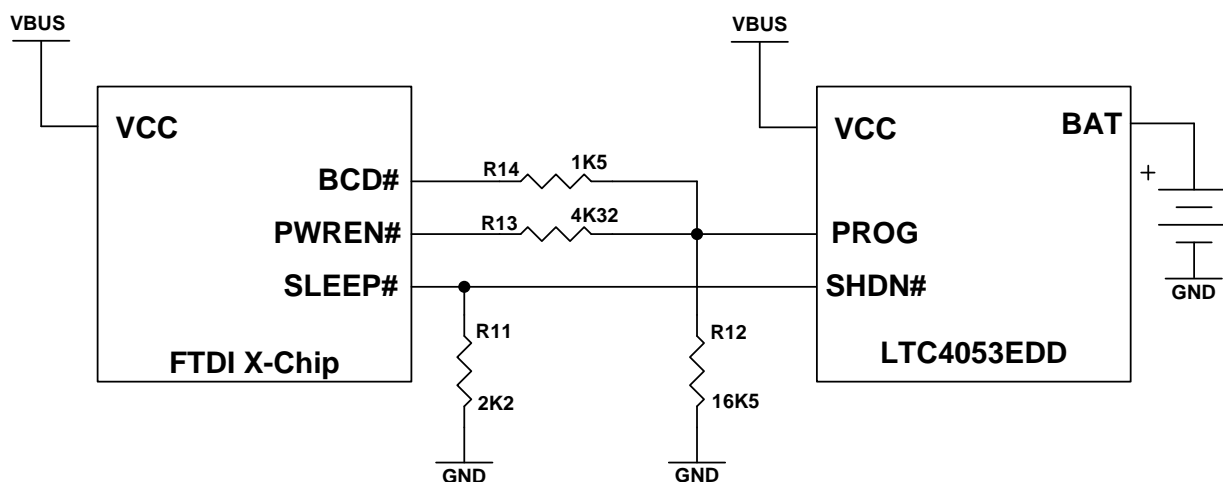 VBUS
VBUS
VCC
VCC
BAT
BCD#
R14
1K5
+
PWREN#
R13
4K32
PROG
SLEEP#
SHDN#
GND
R11
R12
FTDI X-Chip
LTC4053EDD
2K2
16K5
GND
GND